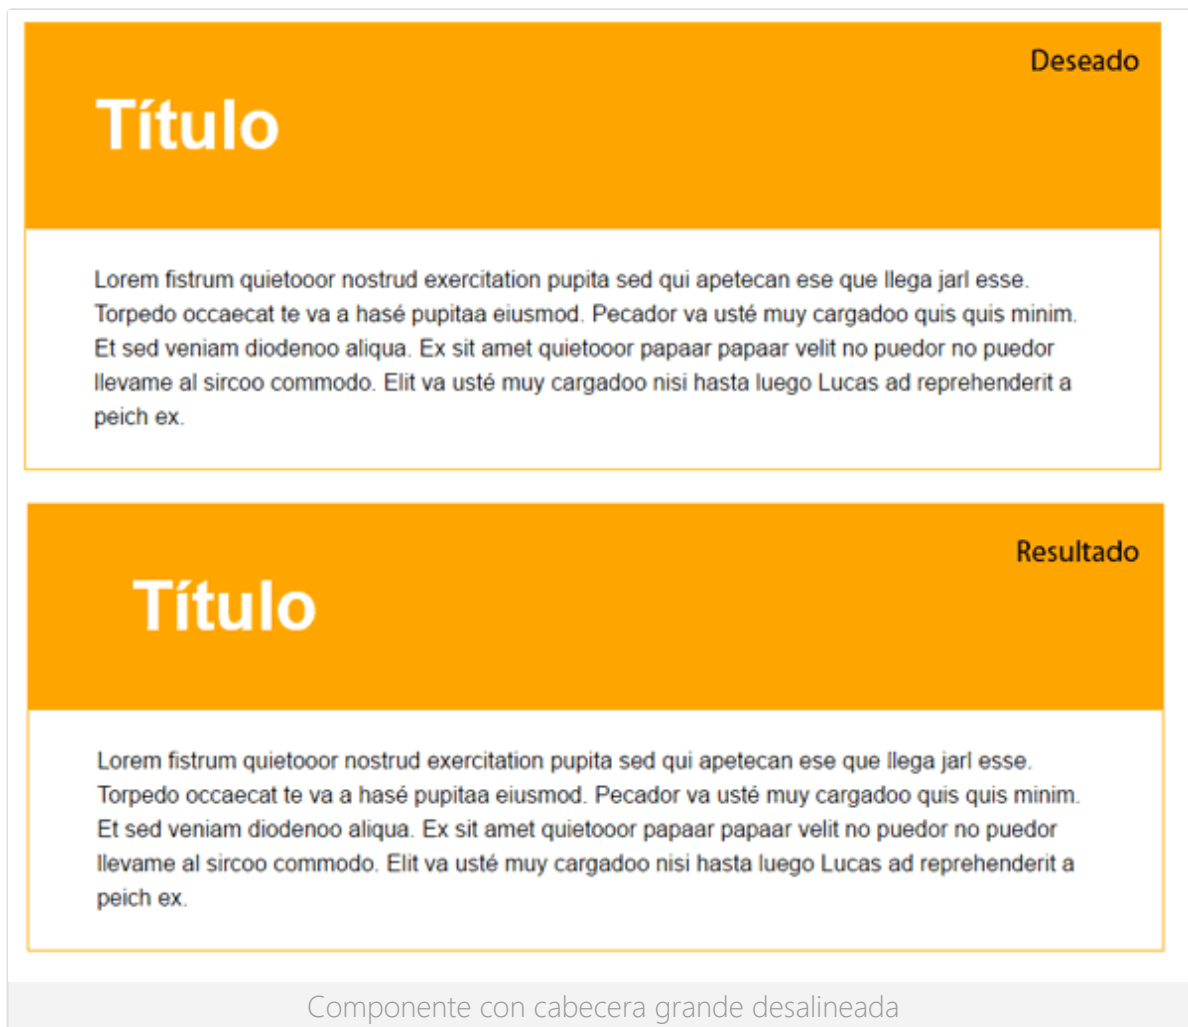 Deseado
Título
Lorem fistrum quietooor nostrud exercitation pupita sed qui apetecan ese que llega jarl esse.
Torpedo occaecat te va a hasé pupitaa eiusmod. Pecador va usté muy cargadoo quis quis minim.
Et sed veniam diodenoo aliqua. Ex sit amet quietooor papaar papaar velit no puedor no puedor
llevame al sircoo commodo. Elit va usté muy cargadoo nisi hasta luego Lucas ad reprehenderit a
peich ex.
Resultado
Título
Lorem fistrum quietooor nostrud exercitation pupita sed qui apetecan ese que llega jarl esse.
Torpedo occaecat te va a hasé pupitaa eiusmod. Pecador va usté muy cargadoo quis quis minim.
Et sed veniam diodenoo aliqua. Ex sit amet quietooor papaar papaar velit no puedor no puedor
llevame al sircoo commodo. Elit va usté muy cargadoo nisi hasta luego Lucas ad reprehenderit a
peich ex.
Componente con cabecera grande desalineada